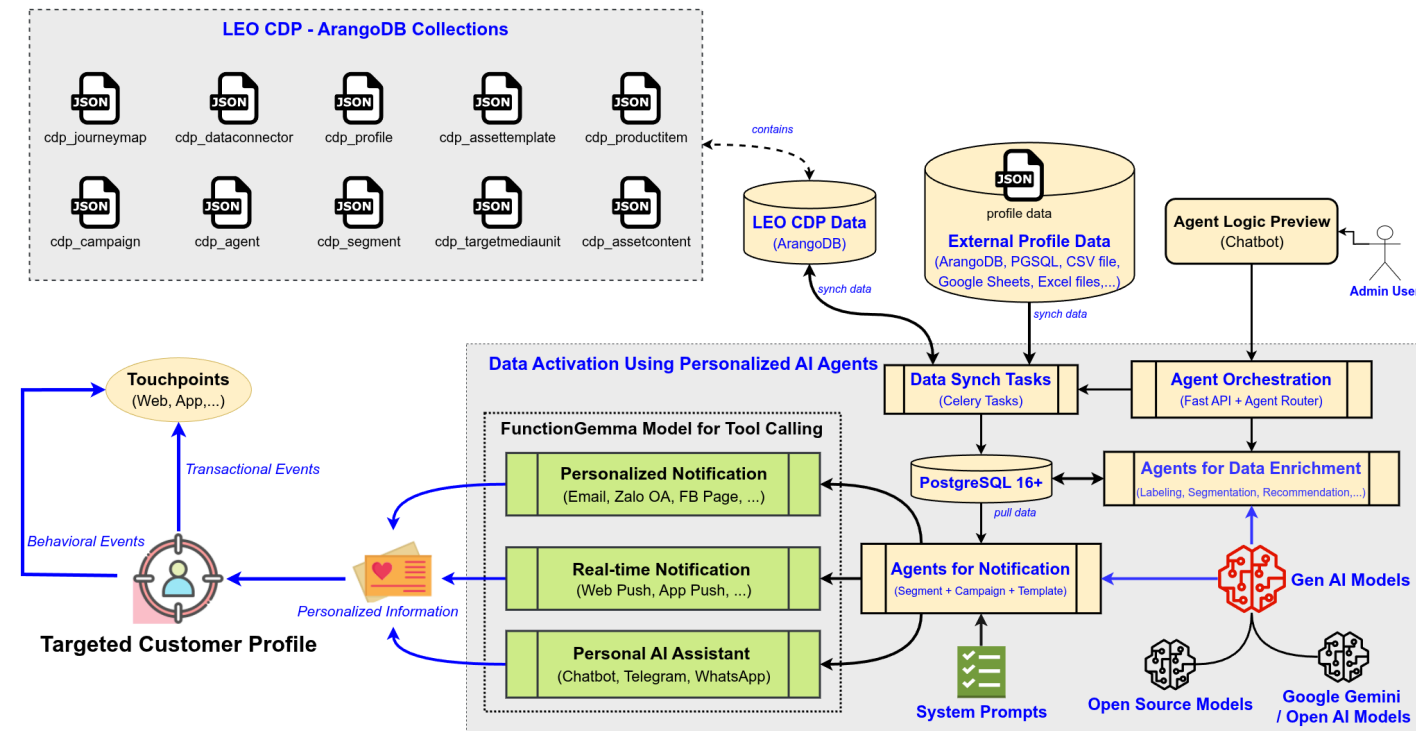 LEO CDP - ArangoDB Collections
JSON
JSON
JSON
JSON
JSON
cdp_journeymap
cdp_dataconnector
cdp_profile
cdp_assettemplate
cdp_productitem
JSON
JSON
JSON
JSON
JSON
cdp_campaign
cdp_agent
cdp_segment
cdp_targetmediaunit
cdp_assetcontent
contains
LEO CDP Data
(ArangoDB)
synch data
JSON
profile data
External Profile Data
(ArangoDB, PGSQL, CSV file,
Google Sheets, Excel files,...)
synch data
Agent Logic Preview
(Chatbot)
Admin User
Data Activation Using Personalized AI Agents
Data Synch Tasks
(Celery Tasks)
Agent Orchestration
(Fast API + Agent Router)
Touchpoints
(Web, App,...)
Transactional Events
Behavioral Events
Targeted Customer Profile
Personalized Information
FunctionGemma Model for Tool Calling
Personalized Notification
(Email, Zalo OA, FB Page, ...)
Real-time Notification
(Web Push, App Push, ...)
Personal AI Assistant
(Chatbot, Telegram, WhatsApp)
PostgreSQL 16+
pull data
Agents for Data Enrichment
(Labeling, Segmentation, Recommendation,...)
Agents for Notification
(Segment + Campaign + Template)
Gen AI Models
System Prompts
Open Source Models
Google Gemini
/ Open AI Models